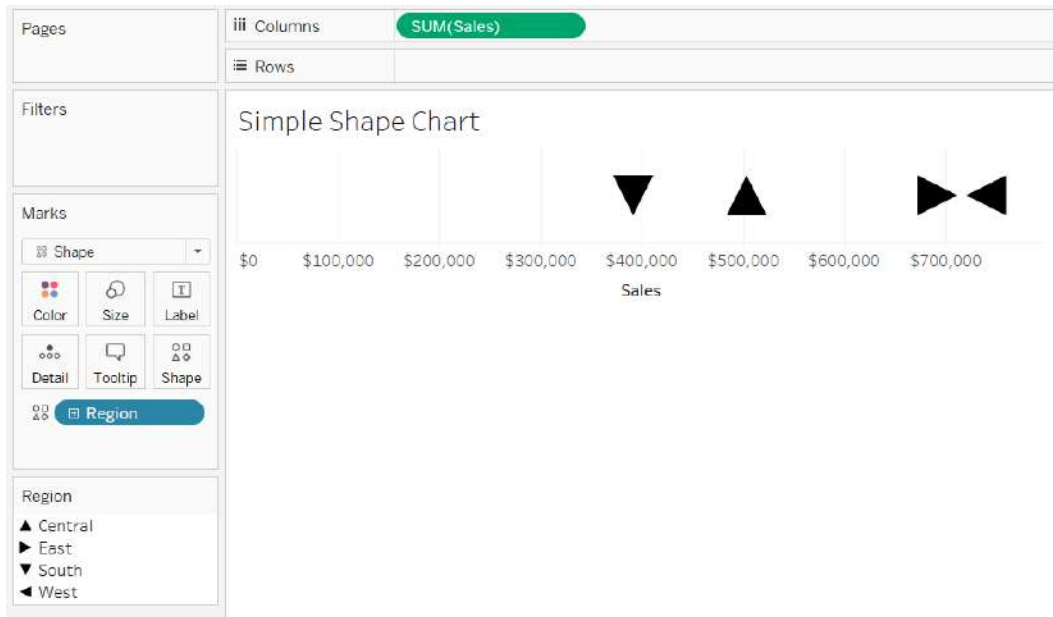 Pages
Columns
SUM(Sales)
Rows
Filters
Marks
Shape
Color
Size
Label
Detail
Tooltip
Shape
Region
Region
Central
East
South
West
Simple Shape Chart
$0
$100,000
$200,000
$300,000
$400,000
$500,000
$600,000
$700,000
Sales